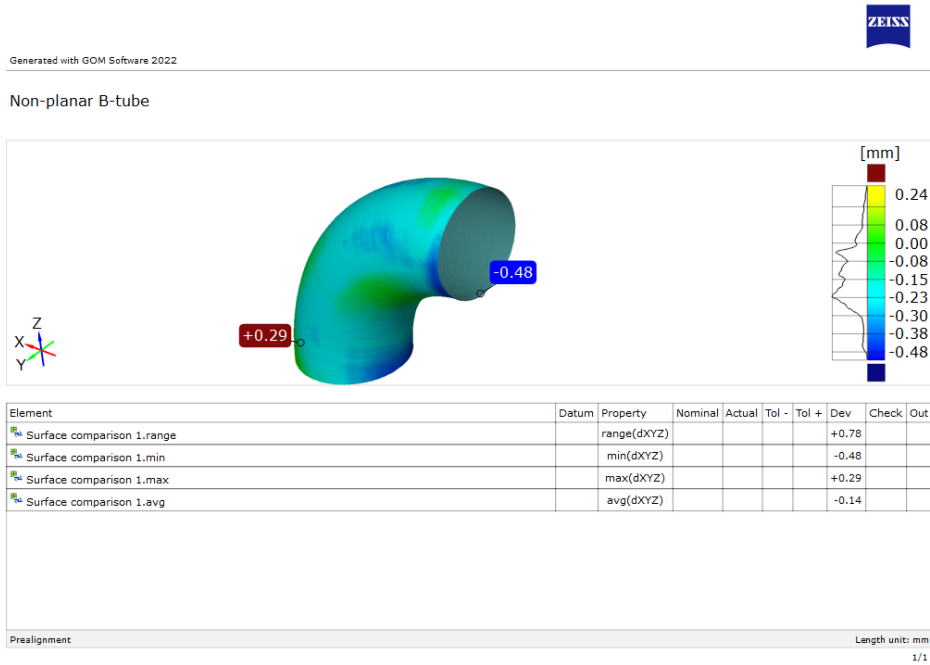 ZEISS
Generated with GOM Software 2022
Non-planar B-tube
[mm]
0.24
0.08
0.00
-0.08
-0.15
-0.23
-0.30
-0.38
-0.48
-0.48
+0.29
Z
X
Y
Element Datum Property Nominal Actual Tol - Tol + Dev Check Out
Surface comparison 1.range range(dXYZ) +0.78
Surface comparison 1.min min(dXYZ) -0.48
Surface comparison 1.max max(dXYZ) +0.29
Surface comparison 1.avg avg(dXYZ) -0.14
Prealignment Length unit: mm
1/1